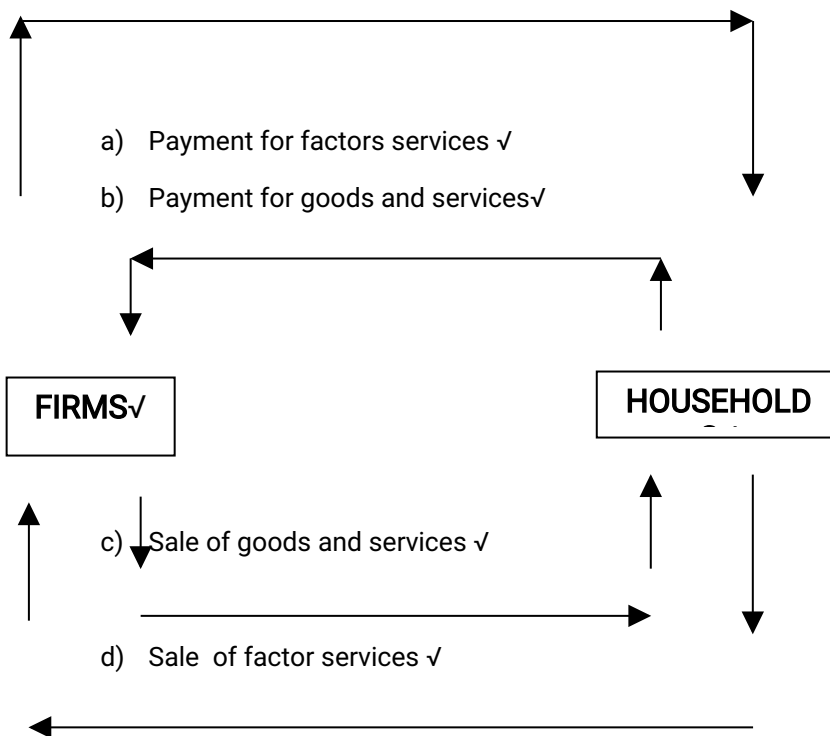 a) Payment for factors services √
b) Payment for goods and services√
FIRMS√
HOUSEHOLD
c) Sale of goods and services √
d) Sale of factor services √